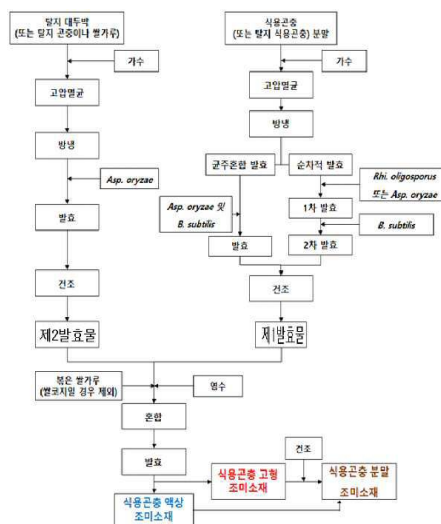 탈지 대두박
(또는 탈지 곤충이나 쌀가루)
가수
고압멸균
방냉
Asp. oryzae
발효
건조
제2발효물
식용곤충
(또는 탈지 식용곤충) 분말
가수
고압멸균
방냉
균주혼합 발효
순차적 발효
Rhi. oligosporus
또는 Asp. oryzae
Asp. oryzae 및
B. subtilis
1차 발효
B. subtilis
발효
2차 발효
건조
제1발효물
볶은 쌀가루
(쌀코지밀 경우 제외)
염수
혼합
발효
건조
식용곤충 고형
조미소재
식용곤충 분말
조미소재
식용곤충 액상
조미소재